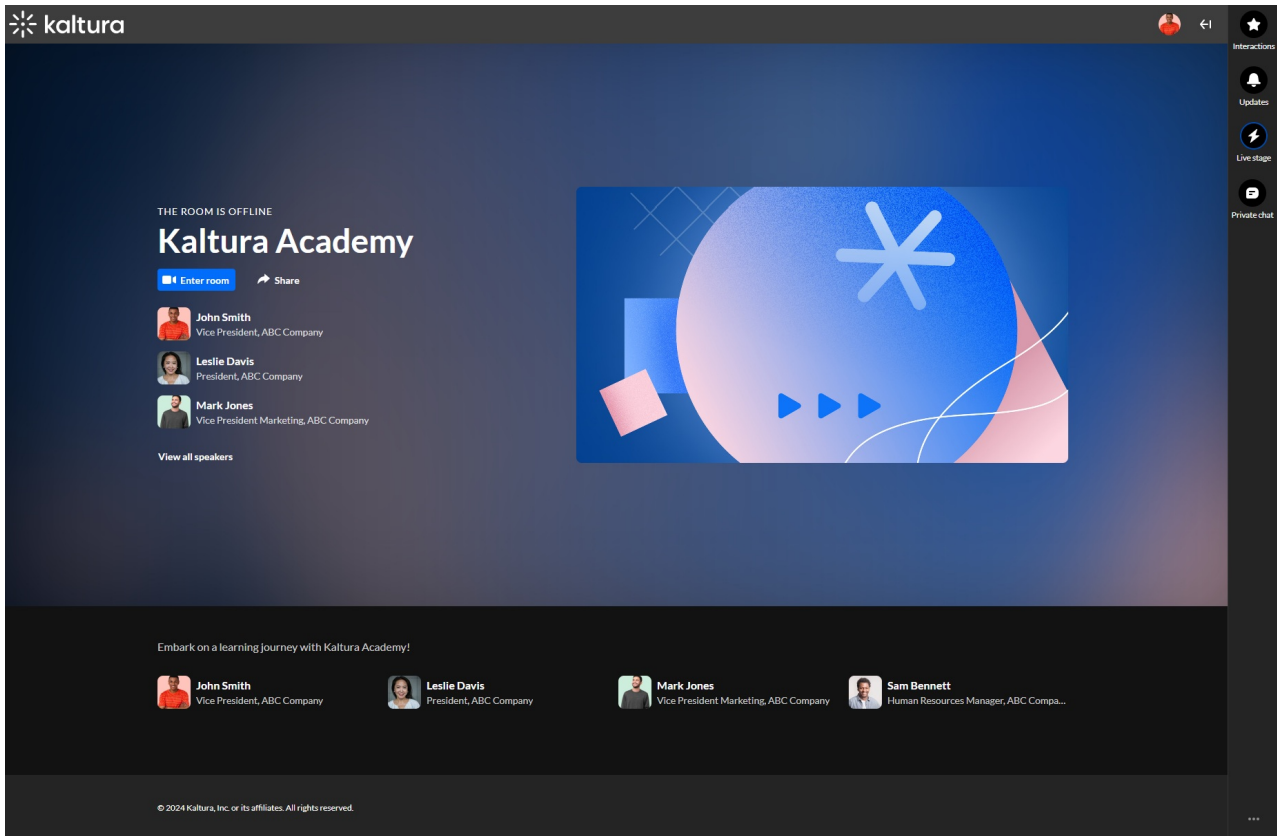 kaltura
Interactions
Updates
Live stage
Private chat
THE ROOM IS OFFLINE
Kaltura Academy
Enter room
Share
John Smith
Vice President, ABC Company
Leslie Davis
President, ABC Company
Mark Jones
Vice President Marketing, ABC Company
View all speakers
Embark on a learning journey with Kaltura Academy!
John Smith
Vice President, ABC Company
Leslie Davis
President, ABC Company
Mark Jones
Vice President Marketing, ABC Company
Sam Bennett
Human Resources Manager, ABC Compa...
© 2024 Kaltura, Inc. or its affiliates. All rights reserved.